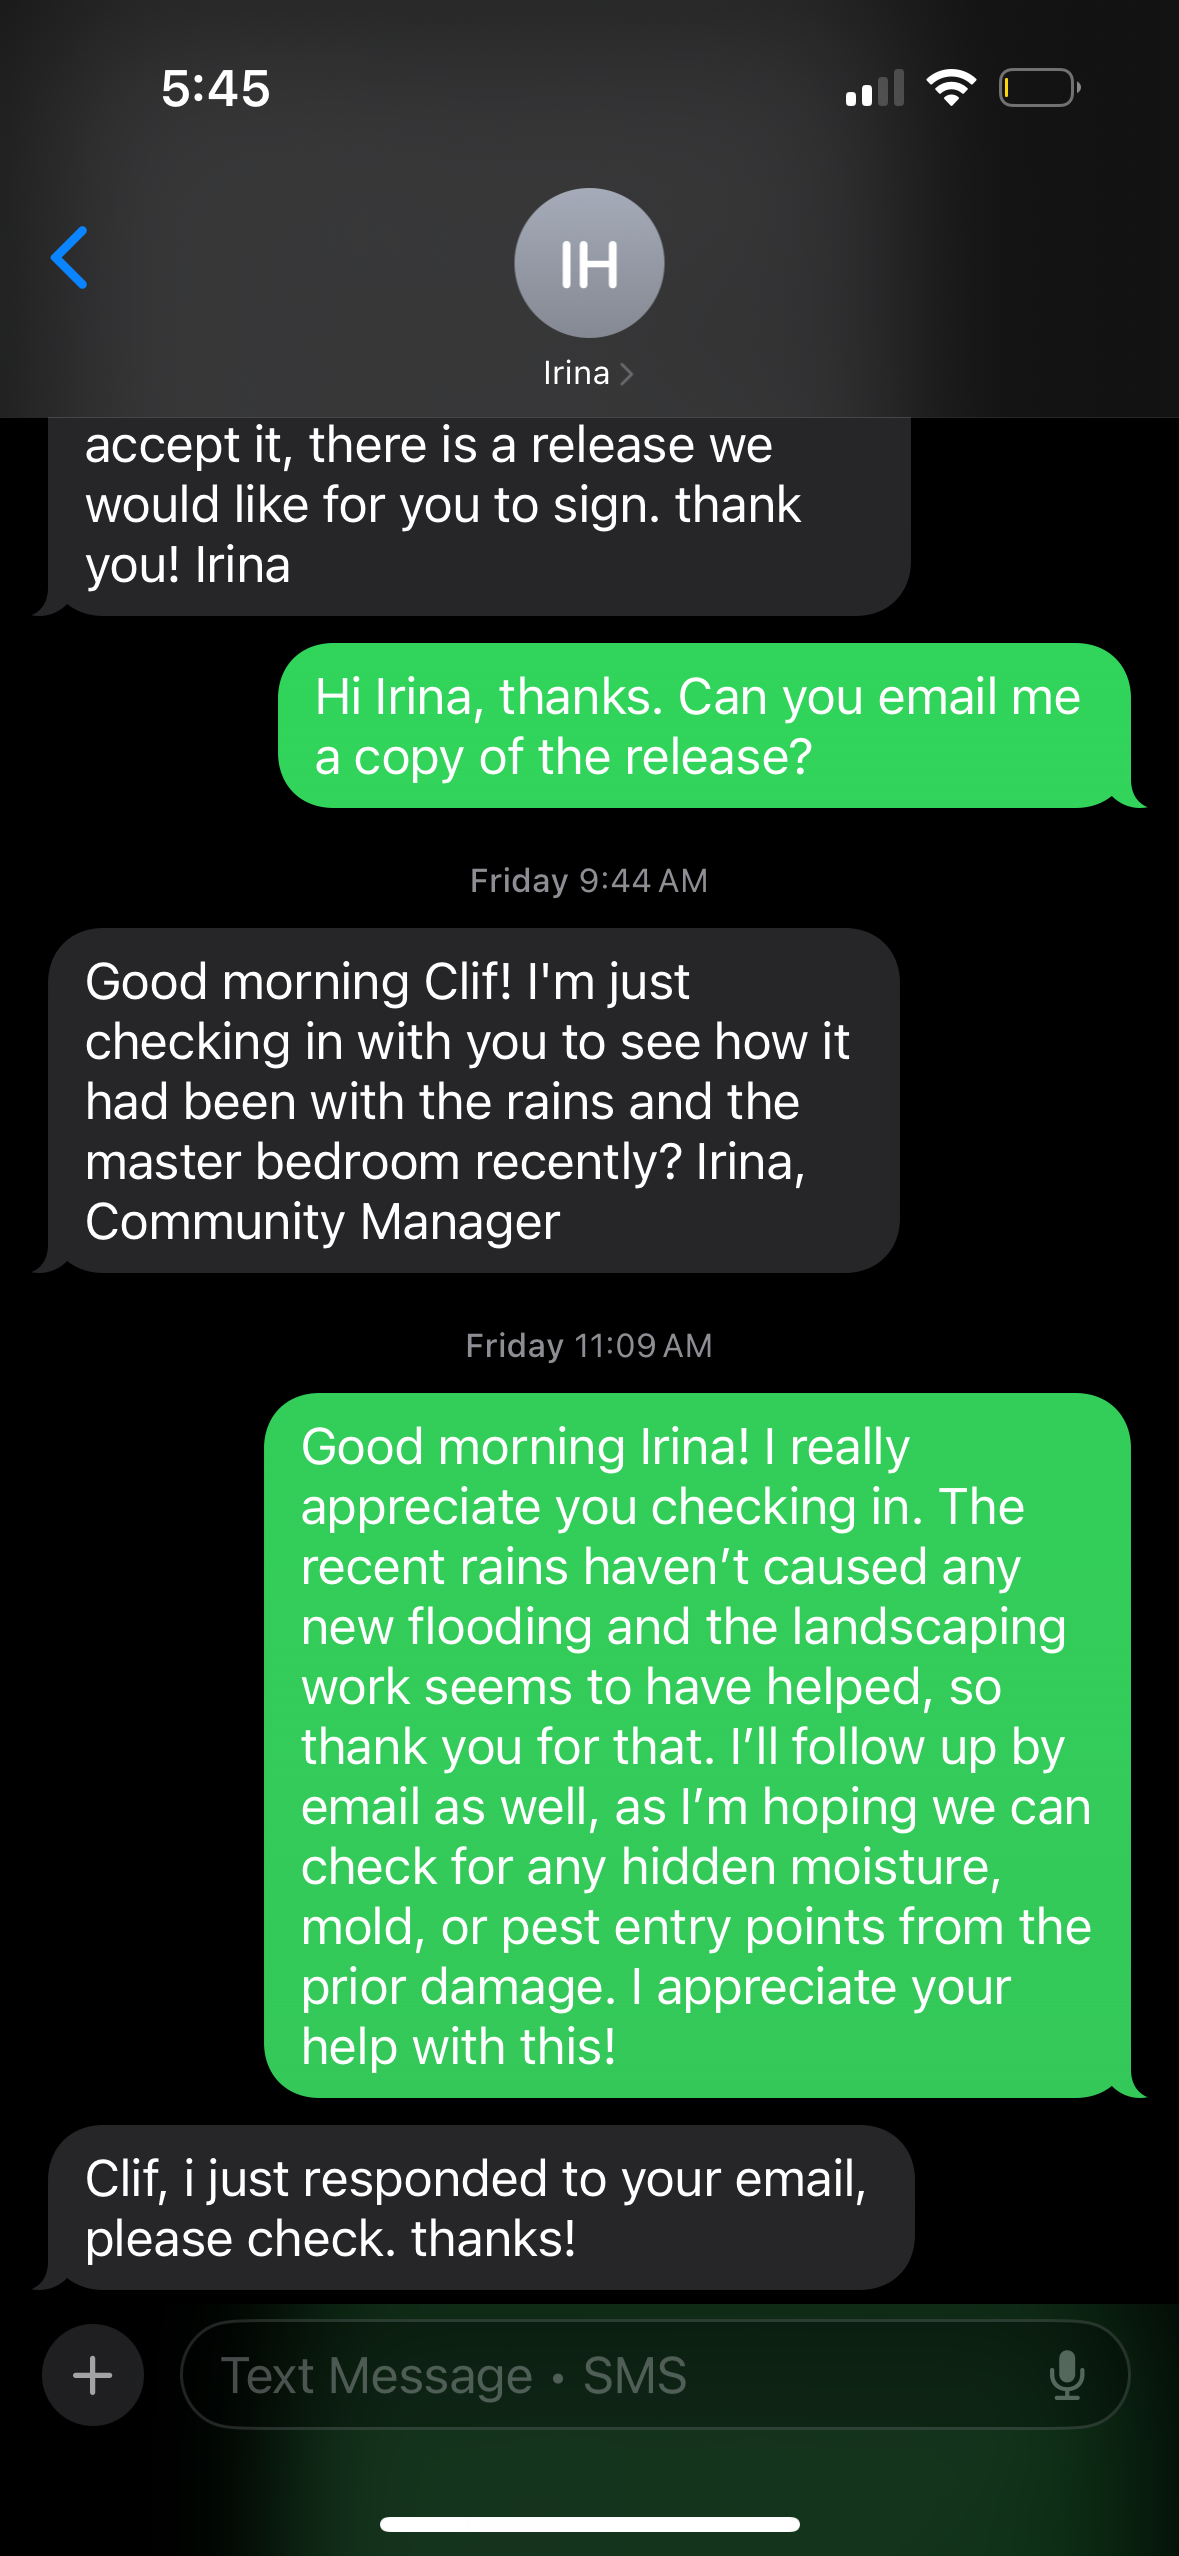 5:45
IH
Irina
accept it, there is a release we
would like for you to sign. thank
you! Irina
Hi Irina, thanks. Can you email me
a copy of the release?
Friday 9:44 AM
Good morning Clif! I'm just
checking in with you to see how it
had been with the rains and the
master bedroom recently? Irina,
Community Manager
Friday 11:09 AM
Good morning Irina! I really
appreciate you checking in. The
recent rains haven’t caused any
new flooding and the landscaping
work seems to have helped, so
thank you for that. I’ll follow up by
email as well, as I’m hoping we can
check for any hidden moisture,
mold, or pest entry points from the
prior damage. I appreciate your
help with this!
Clif, i just responded to your email,
please check. thanks!
Text Message • SMS